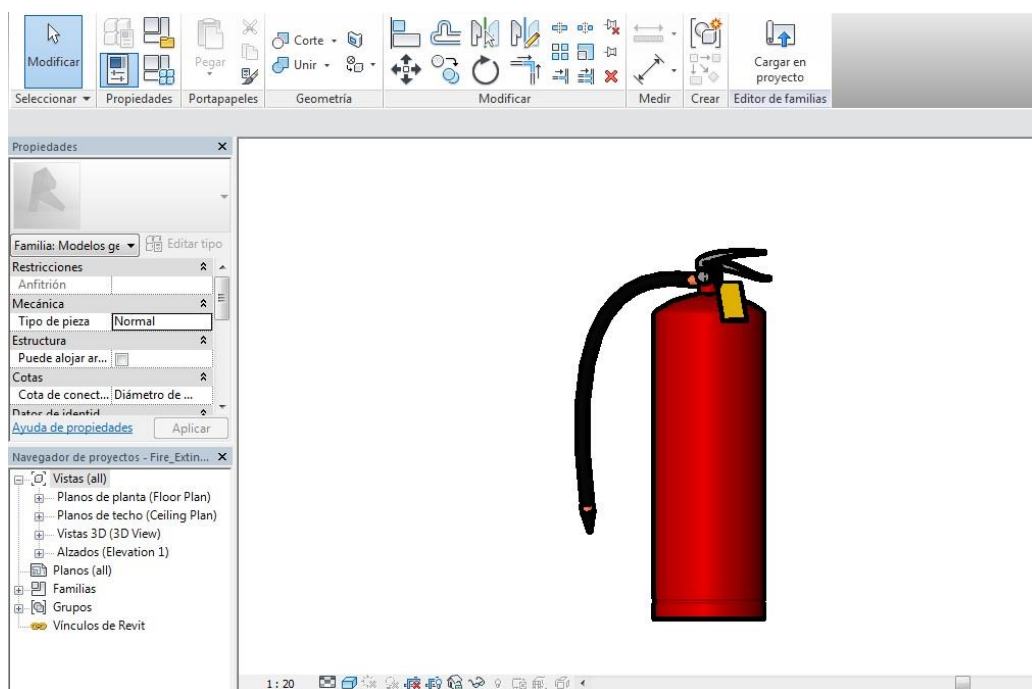 Modificar
Pegar
Corte
Unir
Cargar en
proyecto
Seleccionar Propiedades Portapapeles Geometría Modificar Medir Crear Editor de familias
Propiedades
Familia: Modelos ge Editar tipo
Restricciones
Anfitrión
Mecánica
Tipo de pieza Normal
Estructura
Puede alojar ar...
Cotas
Cota de conect... Diámetro de ...
Datos de identid
Ayuda de propiedades Aplicar
Navegador de proyectos - Fire_Extin...
Vistas (all)
Planos de planta (Floor Plan)
Planos de techo (Ceiling Plan)
Vistas 3D (3D View)
Alzados (Elevation 1)
Planos (all)
Familias
Grupos
Vínculos de Revit
1 : 20